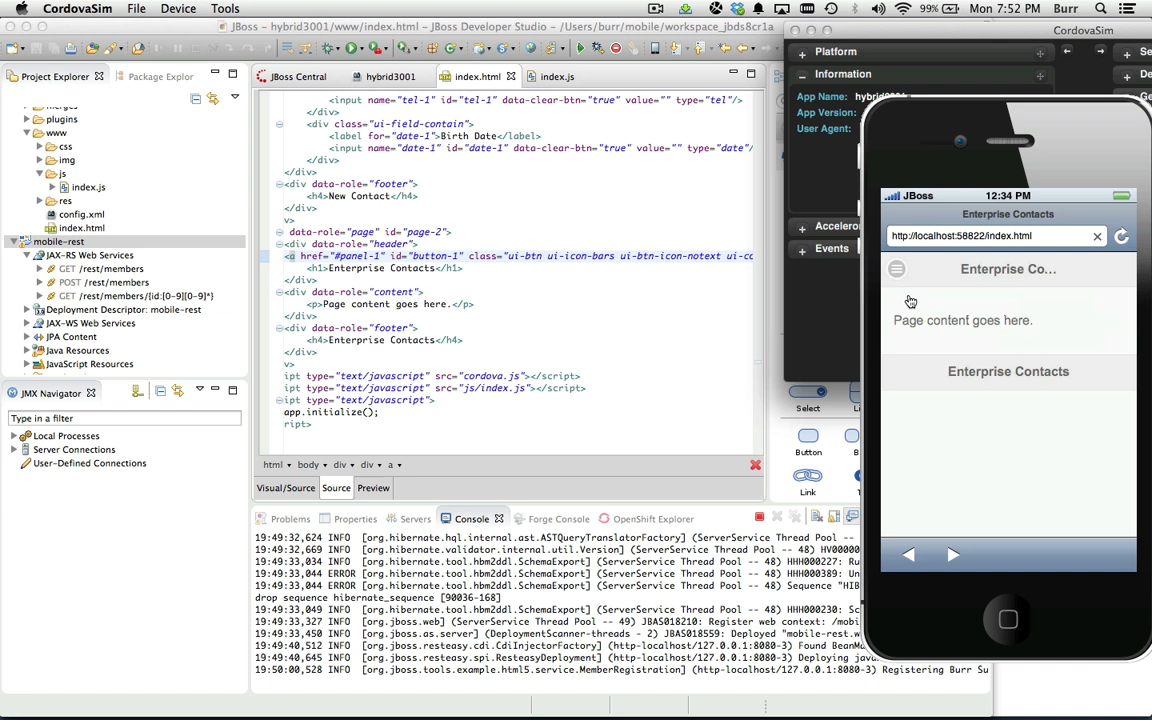 CordovaSim File Device Tools 99% Mon 7:52 PM Burr
JBoss – hybrid3001/www/index.html – JBoss Developer Studio – /Users/burr/mobile/workspace_jbds8cr1a
CordovaSim
Project Explorer Package Explor
JBoss Central hybrid3001 index.html index.js
merges
plugins
www
css
img
js
index.js
res
config.xml
index.html
mobile-rest
JAX-RS Web Services
GET /rest/members
POST /rest/members
GET /rest/members/{id:[0-9][0-9]*}
Deployment Descriptor: mobile-rest
JAX-WS Web Services
JPA Content
Java Resources
JavaScript Resources
JMX Navigator
Type in a filter
Local Processes
Server Connections
User-Defined Connections
<input name="tel-1" id="tel-1" data-clear-btn="true" value="" type="tel"/>
</div>
<div class="ui-field-contain">
<label for="date-1">Birth Date</label>
<input name="date-1" id="date-1" data-clear-btn="true" value="" type="date"/
</div>
</div>
<div data-role="footer">
<h4>New Contact</h4>
</div>
v>
data-role="page" id="page-2">
<div data-role="header">
<a href="#panel-1" id="button-1" class="ui-btn ui-icon-bars ui-btn-icon-notext ui-cc
<h1>Enterprise Contacts</h1>
</div>
<div data-role="content">
<p>Page content goes here.</p>
</div>
<div data-role="footer">
<h4>Enterprise Contacts</h4>
</div>
v>
ipt type="text/javascript" src="cordova.js"></script>
ipt type="text/javascript" src="js/index.js"></script>
ipt type="text/javascript">
app.initialize();
ript>
html body div div a
Visual/Source Source Preview
Problems Properties Servers Console Forge Console OpenShift Explorer
19:49:32,624 INFO [org.hibernate.hql.internal.ast.ASTQueryTranslatorFactory] (ServerService Thread Pool --
19:49:32,669 INFO [org.hibernate.validator.internal.util.Version] (ServerService Thread Pool -- 48) HV00000
19:49:33,034 INFO [org.hibernate.tool.hbm2ddl.SchemaExport] (ServerService Thread Pool -- 48) HHH000227: Ru
19:49:33,044 ERROR [org.hibernate.tool.hbm2ddl.SchemaExport] (ServerService Thread Pool -- 48) HHH000389: Un
19:49:33,044 ERROR [org.hibernate.tool.hbm2ddl.SchemaExport] (ServerService Thread Pool -- 48) Sequence "HIB
drop sequence hibernate_sequence [90036-168]
19:49:33,049 INFO [org.hibernate.tool.hbm2ddl.SchemaExport] (ServerService Thread Pool -- 48) HHH000230: Sc
19:49:33,327 INFO [org.jboss.web] (ServerService Thread Pool -- 49) JBAS018210: Register web context: /mobi
19:49:33,450 INFO [org.jboss.as.server] (DeploymentScanner-threads - 2) JBAS018559: Deployed "mobile-rest.w
19:49:40,512 INFO [org.jboss.resteasy.cdi.CdiInjectorFactory] (http-localhost/127.0.0.1:8080-3) Found BeanMa
19:49:40,645 INFO [org.jboss.resteasy.spi.ResteasyDeployment] (http-localhost/127.0.0.1:8080-3) Deploying java
19:50:00,528 INFO [org.jboss.tools.example.html5.service.MemberRegistration] (http-localhost/127.0.0.1:8080-3) Registering Burr Su
Platform
Information
App Name:
App Version:
User Agent:
Accelero
Events
Select
Button
Link
JBoss 12:34 PM
Enterprise Contacts
http://localhost:58822/index.html
Enterprise Co...
Page content goes here.
Enterprise Contacts